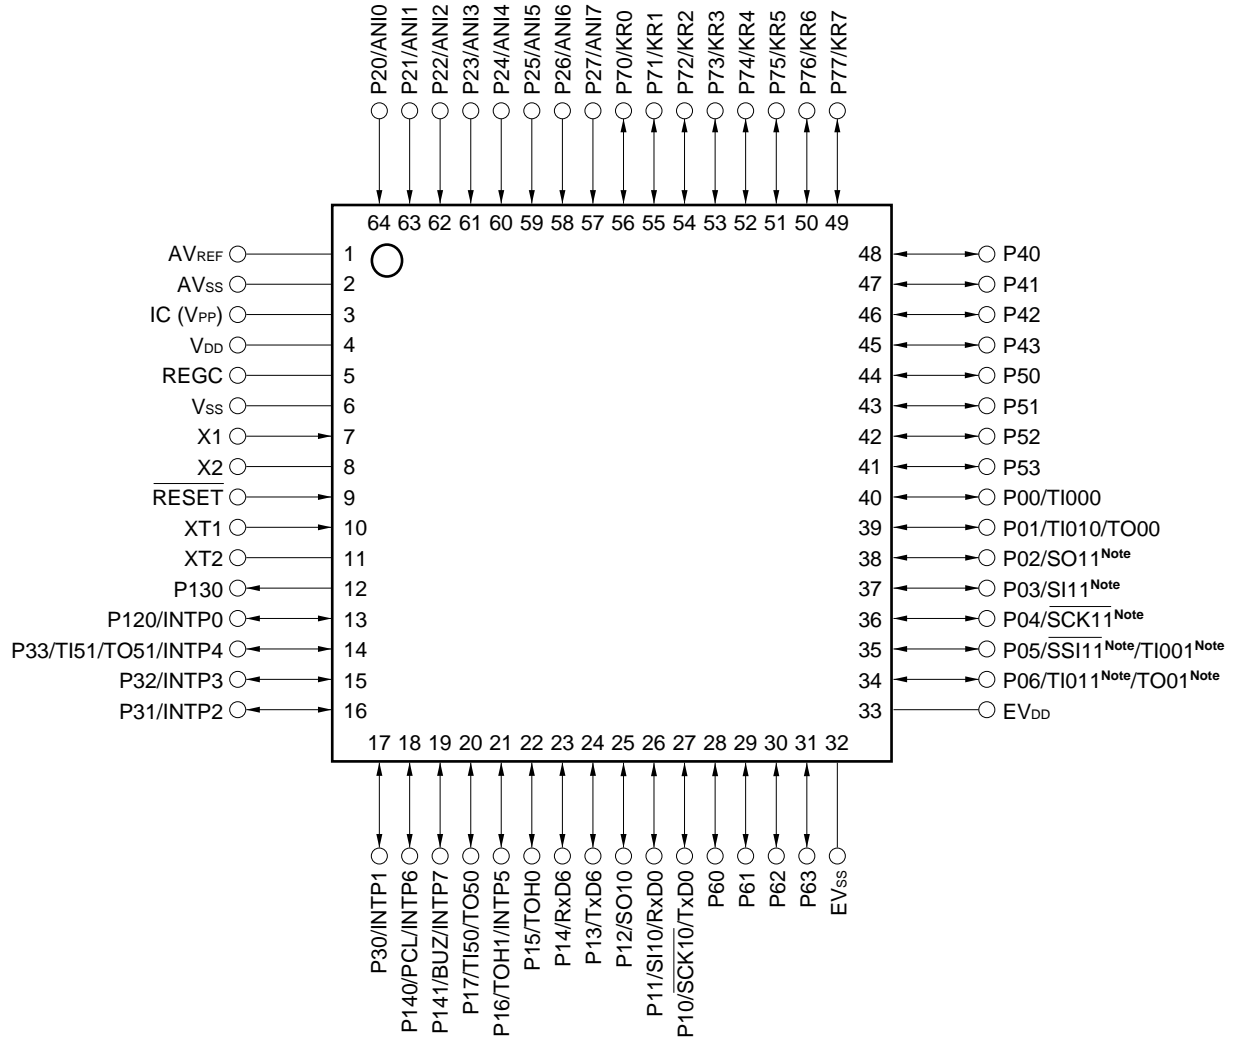 P20/ANI0
P21/ANI1
P22/ANI2
P23/ANI3
P24/ANI4
P25/ANI5
P26/ANI6
P27/ANI7
P70/KR0
P71/KR1
P72/KR2
P73/KR3
P74/KR4
P75/KR5
P76/KR6
P77/KR7
64 63 62 61 60 59 58 57 56 55 54 53 52 51 50 49
AVREF 1
AVSS 2
IC (VPP) 3
VDD 4
REGC 5
VSS 6
X1 7
X2 8
RESET 9
XT1 10
XT2 11
P130 12
P120/INTP0 13
P33/TI51/TO51/INTP4 14
P32/INTP3 15
P31/INTP2 16
48 P40
47 P41
46 P42
45 P43
44 P50
43 P51
42 P52
41 P53
40 P00/TI000
39 P01/TI010/TO00
38 P02/SO11Note
37 P03/SI11Note
36 P04/SCK11Note
35 P05/SSI11Note/TI001Note
34 P06/TI011Note/TO01Note
33 EVDD
17 18 19 20 21 22 23 24 25 26 27 28 29 30 31 32
P30/INTP1
P140/PCL/INTP6
P141/BUZ/INTP7
P17/TI50/TO50
P16/TOH1/INTP5
P15/TOH0
P14/RxD6
P13/TxD6
P12/SO10
P11/SI10/RxD0
P10/SCK10/TxD0
P60
P61
P62
P63
EVSS